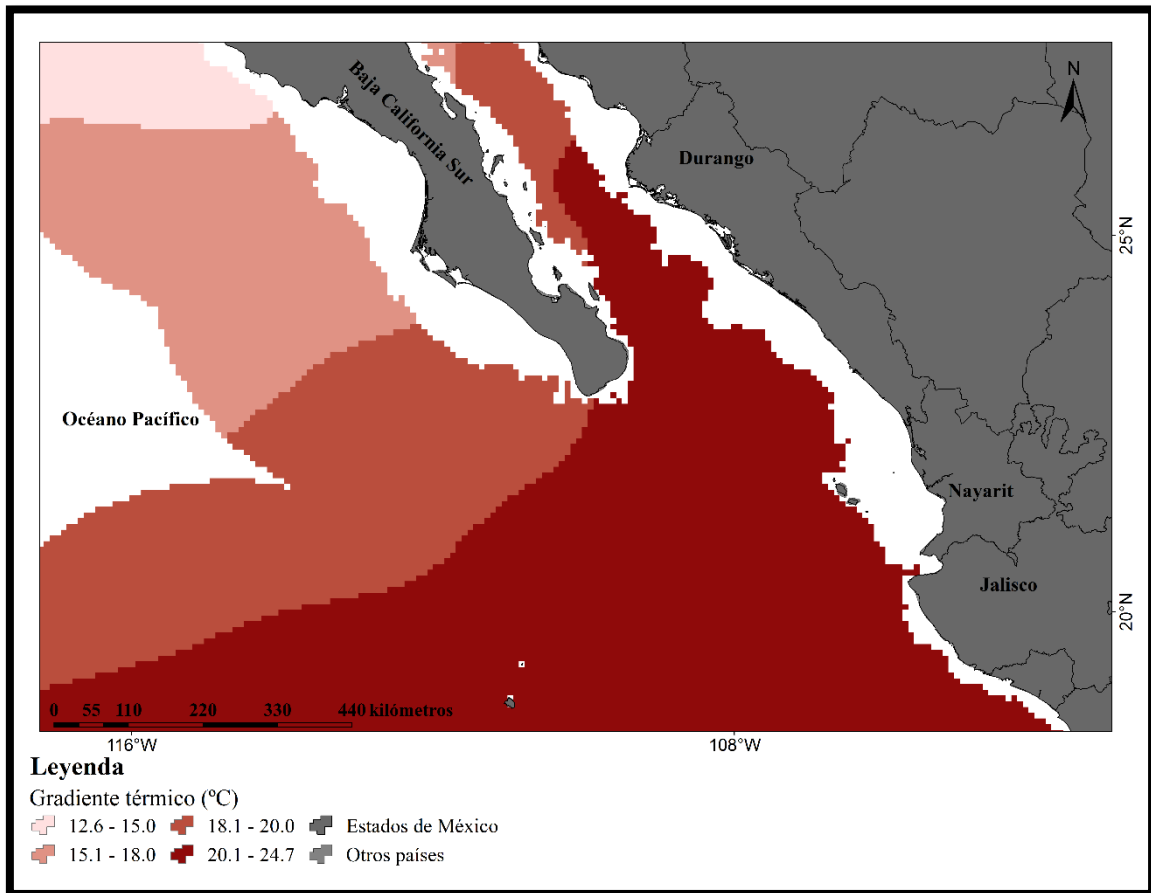 N
Baja California Sur
Durango
25°N
Océano Pacífico
Nayarit
Jalisco
20°N
0 55 110 220 330 440 kilómetros
116°W 108°W
Leyenda
Gradiente térmico (ºC)
12.6 - 15.0 18.1 - 20.0 Estados de México
15.1 - 18.0 20.1 - 24.7 Otros países